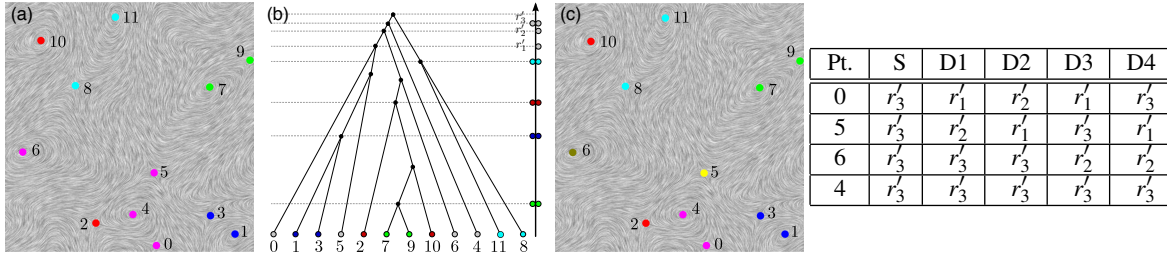 (a)
11
10
9
8
7
6
5
4
2
3
1
0
(b)
r′3
r′2
r′1
0 1 3 5 2 7 9 10 6 4 11 8
(c)
11
10
9
8
7
6
5
4
2
3
1
0
Pt. S D1 D2 D3 D4
0 r′3 r′1 r′2 r′1 r′3
5 r′3 r′2 r′1 r′3 r′1
6 r′3 r′3 r′3 r′2 r′2
4 r′3 r′3 r′3 r′3 r′3